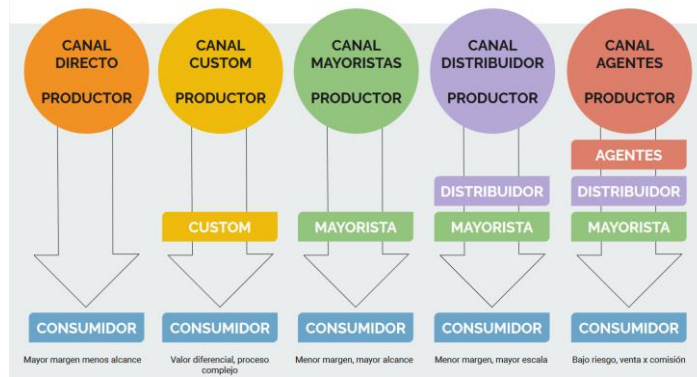 CANAL
DIRECTO
PRODUCTOR
CANAL
CUSTOM
PRODUCTOR
CANAL
MAYORISTAS
PRODUCTOR
CANAL
DISTRIBUIDOR
PRODUCTOR
CANAL
AGENTES
PRODUCTOR
AGENTES
DISTRIBUIDOR
DISTRIBUIDOR
CUSTOM
MAYORISTA
MAYORISTA
MAYORISTA
CONSUMIDOR
CONSUMIDOR
CONSUMIDOR
CONSUMIDOR
CONSUMIDOR
Mayor margen menos alcance
Valor diferencial, proceso
complejo
Menor margen, mayor alcance
Menor margen, mayor escala
Bajo riesgo, venta x comisión